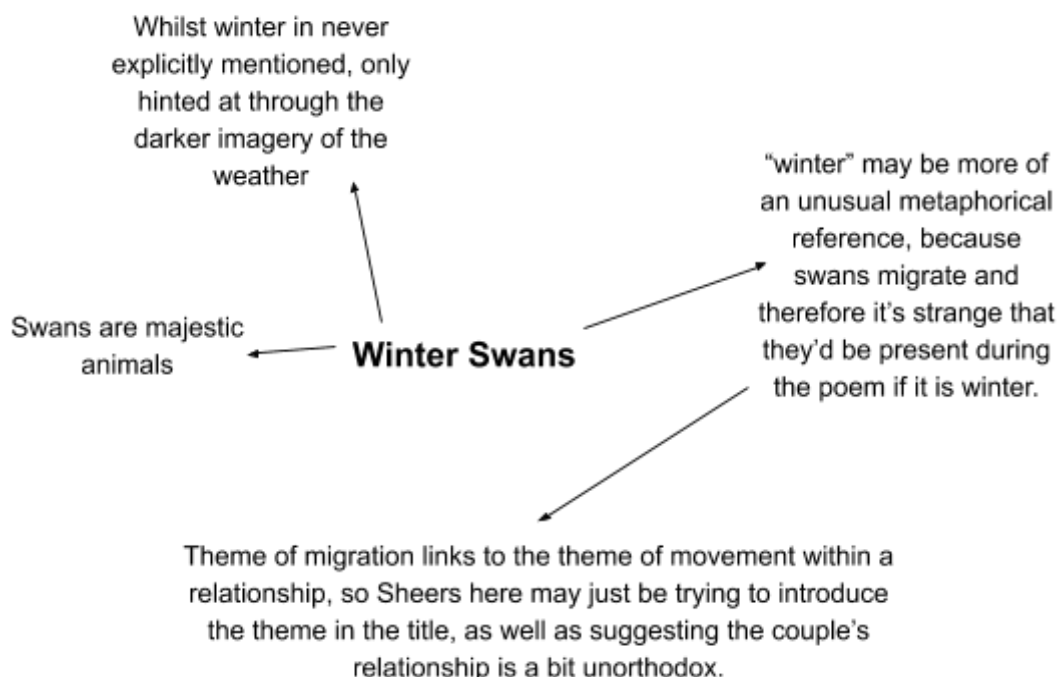 Whilst winter in never
explicitly mentioned, only
hinted at through the
darker imagery of the
weather
“winter” may be more of
an unusual metaphorical
reference, because
swans migrate and
therefore it’s strange that
they’d be present during
the poem if it is winter.
Swans are majestic
animals
Winter Swans
Theme of migration links to the theme of movement within a
relationship, so Sheers here may just be trying to introduce
the theme in the title, as well as suggesting the couple’s
relationship is a bit unorthodox.